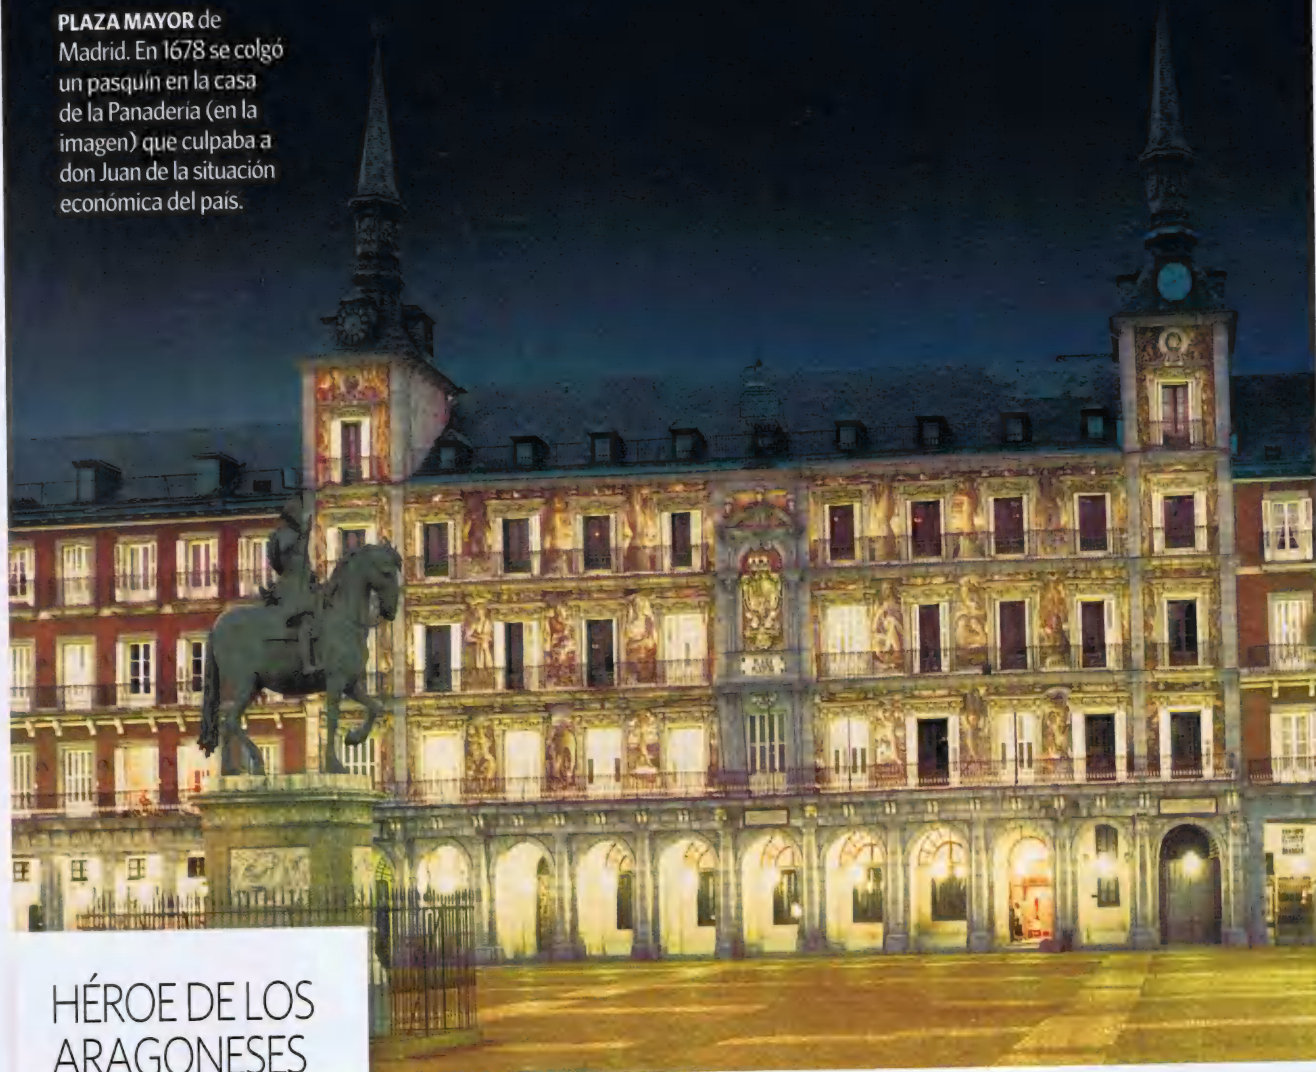 PLAZA MAYOR de
Madrid. En 1678 se colgó
un pasquín en la casa
de la Panadería (en la
imagen) que culpaba a
don Juan de la situación
económica del país.
HÉROE DE LOS
ARAGONESES